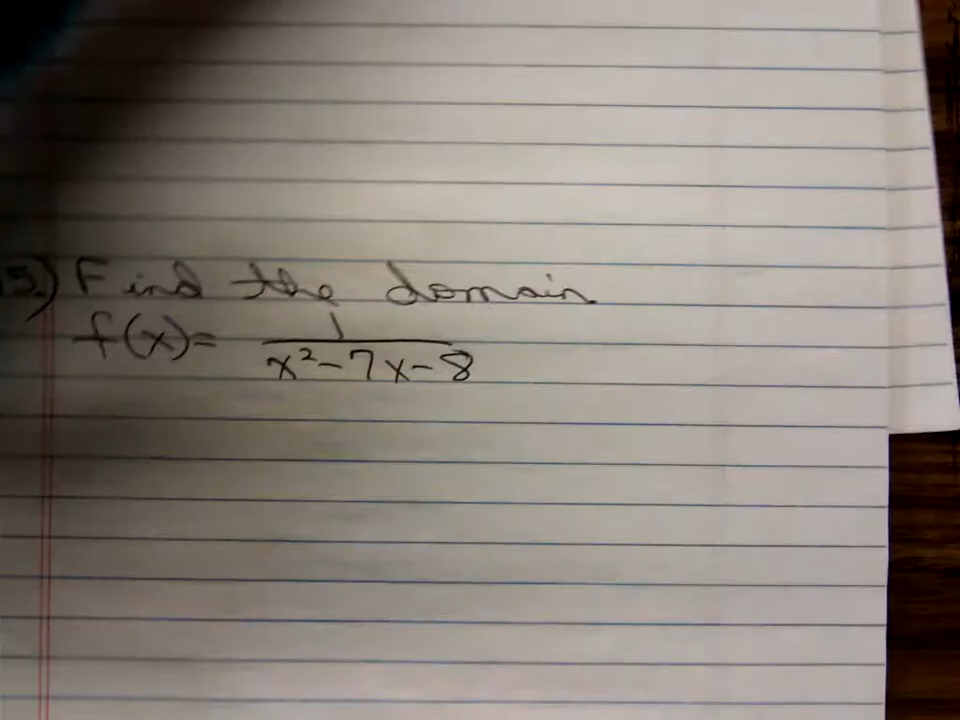 5.) Find the domain
f(x)= 1/(x²-7x-8)